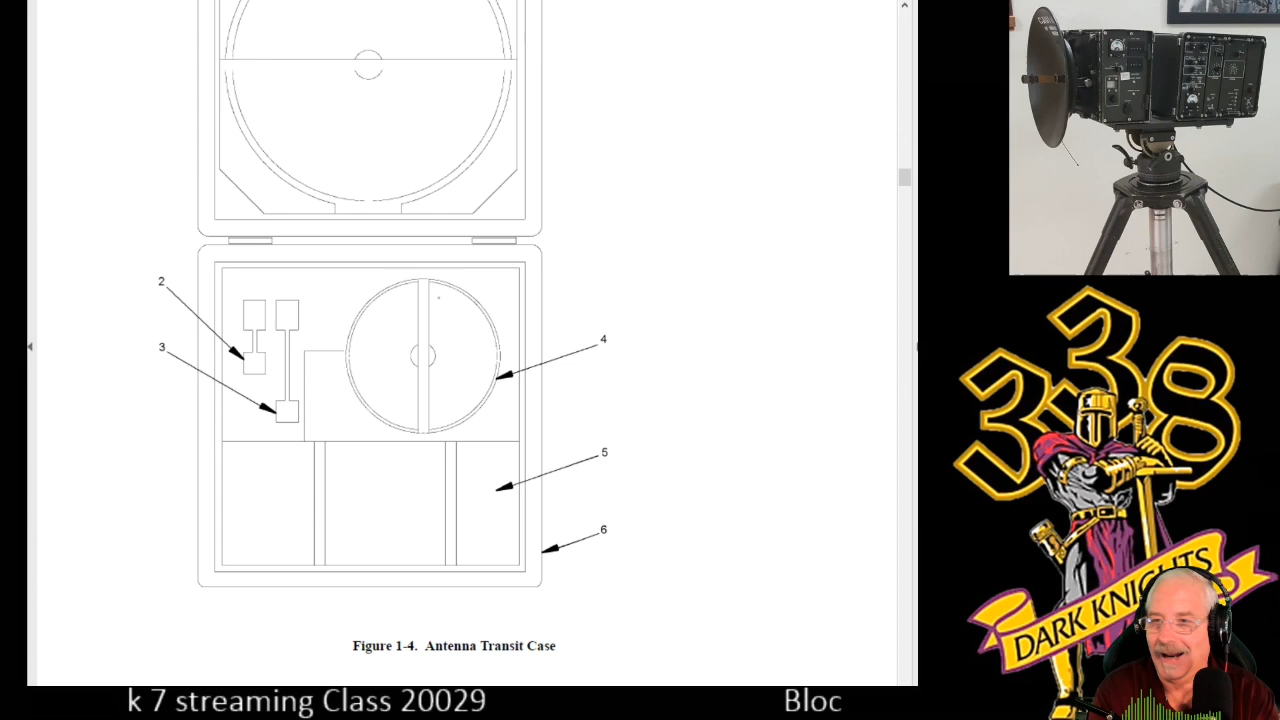 2
3
4
5
6
Figure 1-4. Antenna Transit Case
338
DARK KNIGHTS
k 7 streaming Class 20029 Bloc